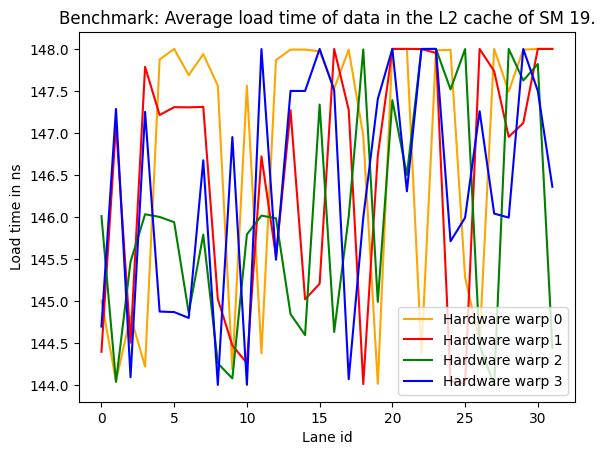 Benchmark: Average load time of data in the L2 cache of SM 19.
148.0
147.5
147.0
146.5
146.0
145.5
145.0
144.5
144.0
Load time in ns
0 5 10 15 20 25 30
Lane id
Hardware warp 0
Hardware warp 1
Hardware warp 2
Hardware warp 3